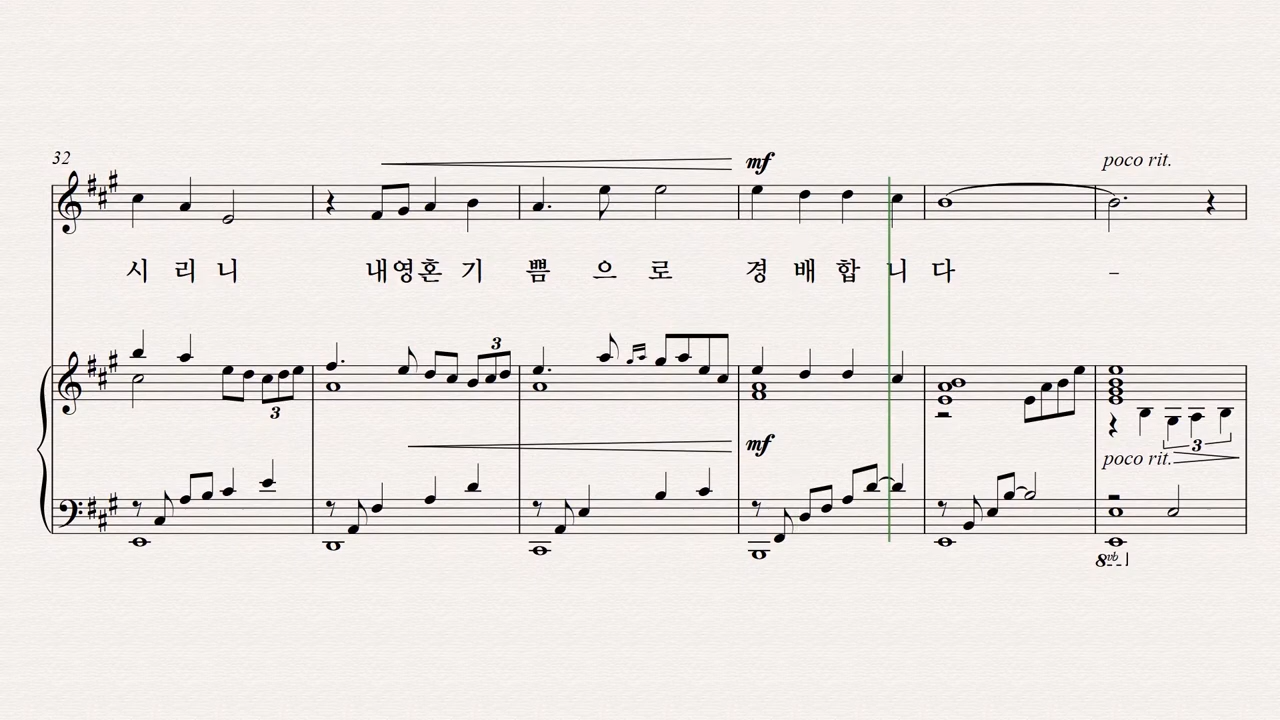 32
mf
poco rit.
시 리 니 내 영 혼 기 쁨 으 로 경 배 합 니 다 –
3 3 3
mf
poco rit.
3
8vb